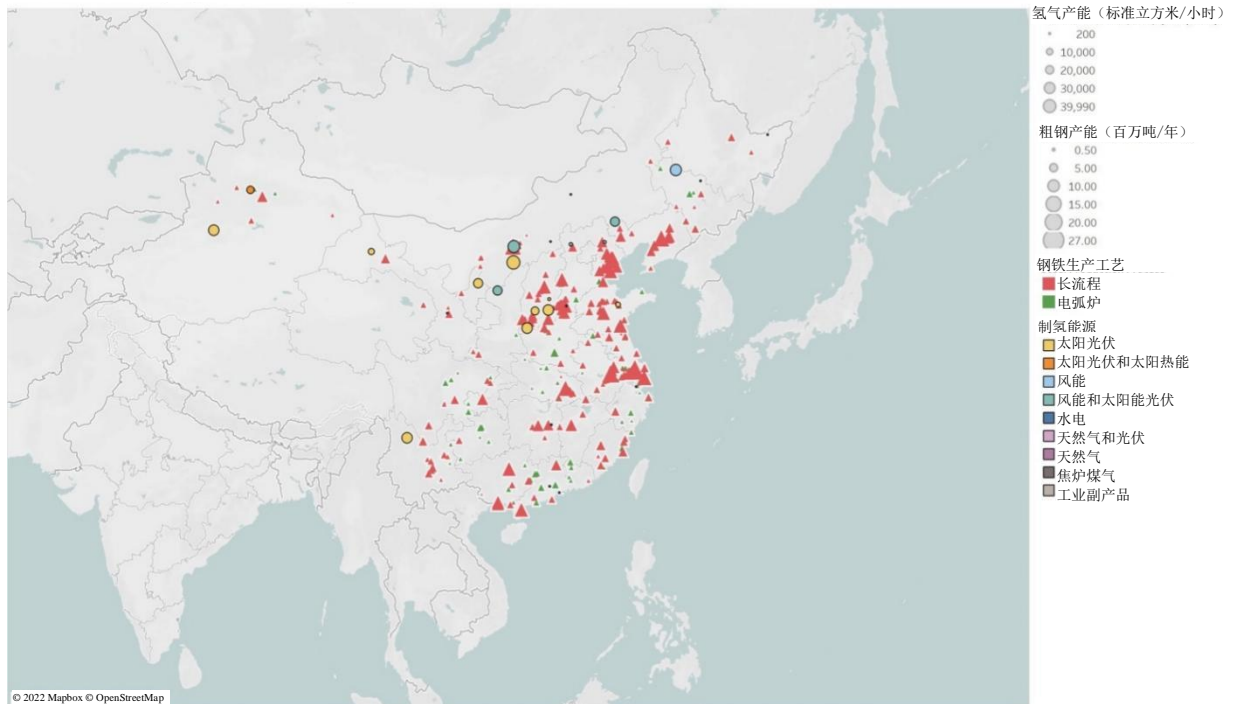 氢气产能（标准立方米/小时）
200
10,000
20,000
30,000
39,990
粗钢产能（百万吨/年）
0.50
5.00
10.00
15.00
20.00
27.00
钢铁生产工艺
长流程
电弧炉
制氢能源
太阳光伏
太阳光伏和太阳热能
风能
风能和太阳能光伏
水电
天然气和光伏
天然气
焦炉煤气
工业副产品
© 2022 Mapbox © OpenStreetMap